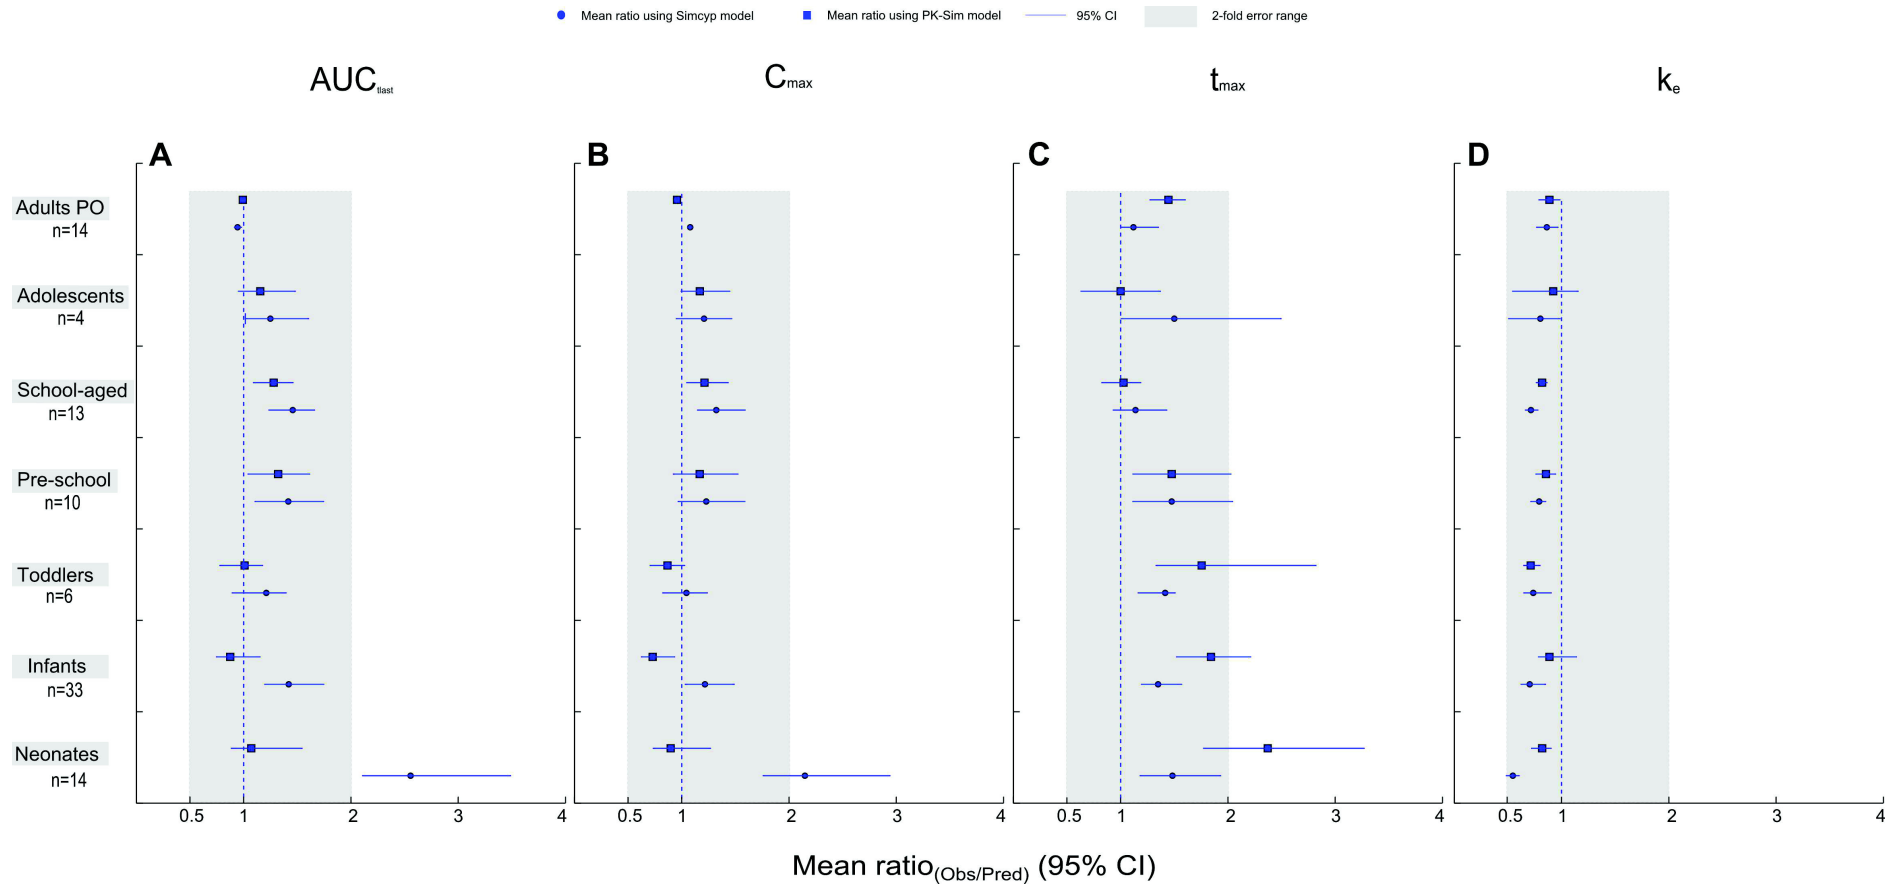 Mean ratio using Simcyp model
Mean ratio using PK-Sim model
95% CI
2-fold error range
AUCtlast
Cmax
tmax
ke
A
B
C
D
Adults PO
n=14
Adolescents
n=4
School-aged
n=13
Pre-school
n=10
Toddlers
n=6
Infants
n=33
Neonates
n=14
0.5 1 2 3 4
0.5 1 2 3 4
0.5 1 2 3 4
0.5 1 2 3 4
Mean ratio(Obs/Pred) (95% CI)